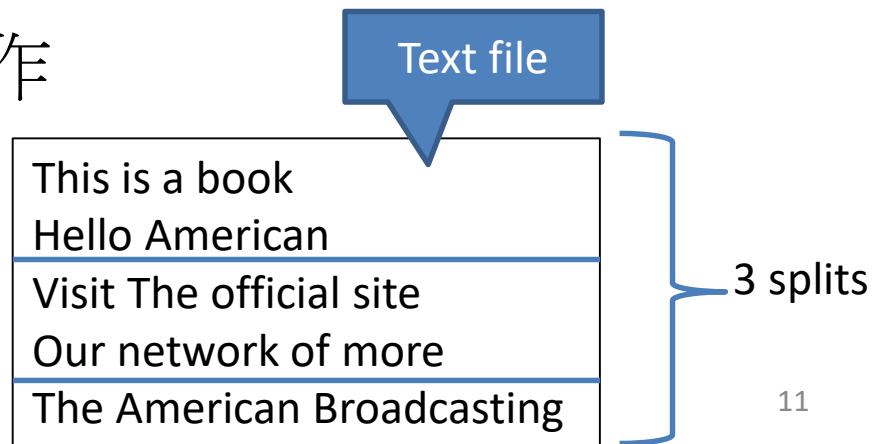 作
Text file
This is a book
Hello American
Visit The official site
Our network of more
The American Broadcasting
3 splits
11